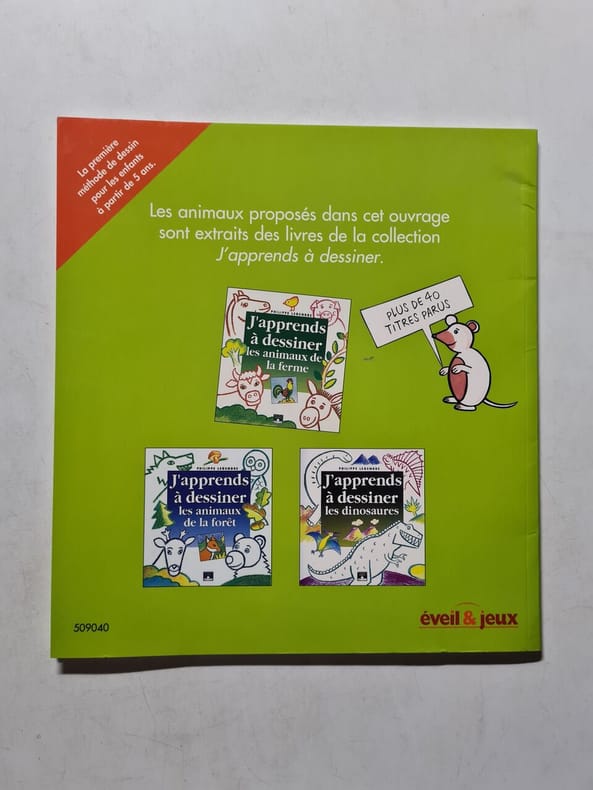 La première
méthode de dessin
pour les enfants
à partir de 5 ans.
Les animaux proposés dans cet ouvrage
sont extraits des livres de la collection
J'apprends à dessiner.
PLUS DE 40
TITRES PARUS
PHILIPPE LEGENDRE
J'apprends
à dessiner
les animaux de
la ferme
PHILIPPE LEGENDRE
J'apprends
à dessiner
les animaux
de la forêt
PHILIPPE LEGENDRE
J'apprends
à dessiner
les dinosaures
509040
éveil & jeux